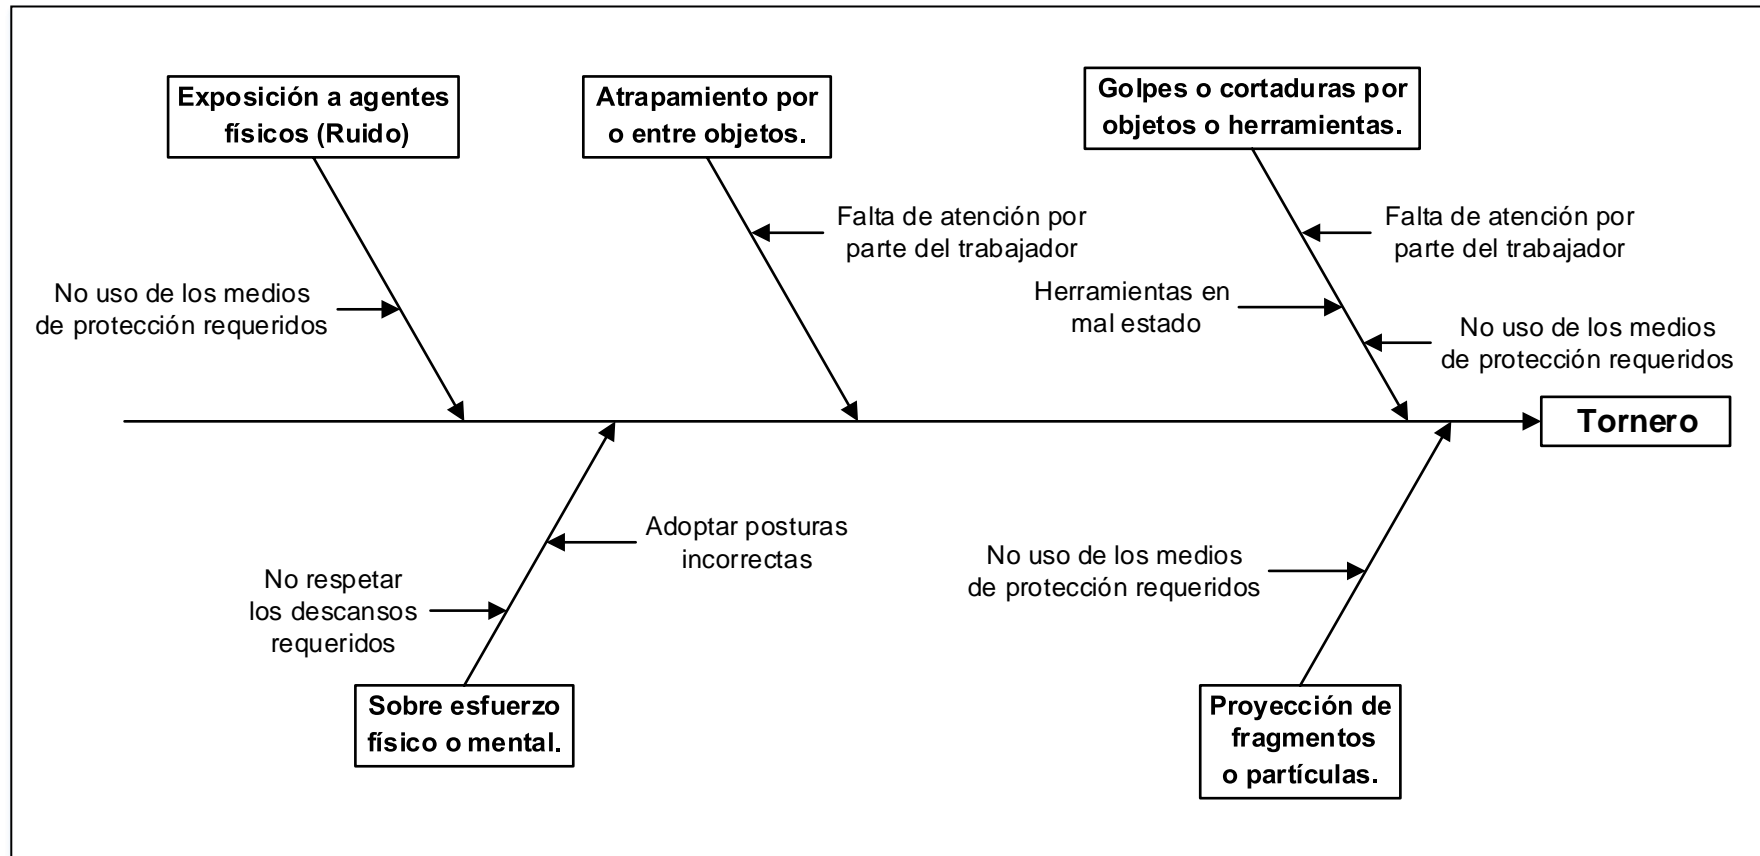 Exposición a agentes
físicos (Ruido)
Atrapamiento por
o entre objetos.
Golpes o cortaduras por
objetos o herramientas.
Falta de atención por
parte del trabajador
Falta de atención por
parte del trabajador
No uso de los medios
de protección requeridos
Herramientas en
mal estado
No uso de los medios
de protección requeridos
Tornero
Adoptar posturas
incorrectas
No respetar
los descansos
requeridos
No uso de los medios
de protección requeridos
Sobre esfuerzo
físico o mental.
Proyección de
fragmentos
o partículas.